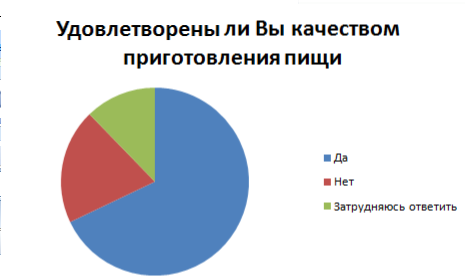 Удовлетворены ли Вы качеством
приготовления пищи
Да
Нет
Затрудняюсь ответить